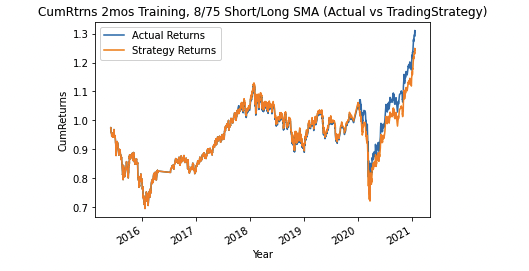 CumRtrns 2mos Training, 8/75 Short/Long SMA (Actual vs TradingStrategy)
Actual Returns
Strategy Returns
CumReturns
1.3
1.2
1.1
1.0
0.9
0.8
0.7
2016
2017
2018
2019
2020
2021
Year